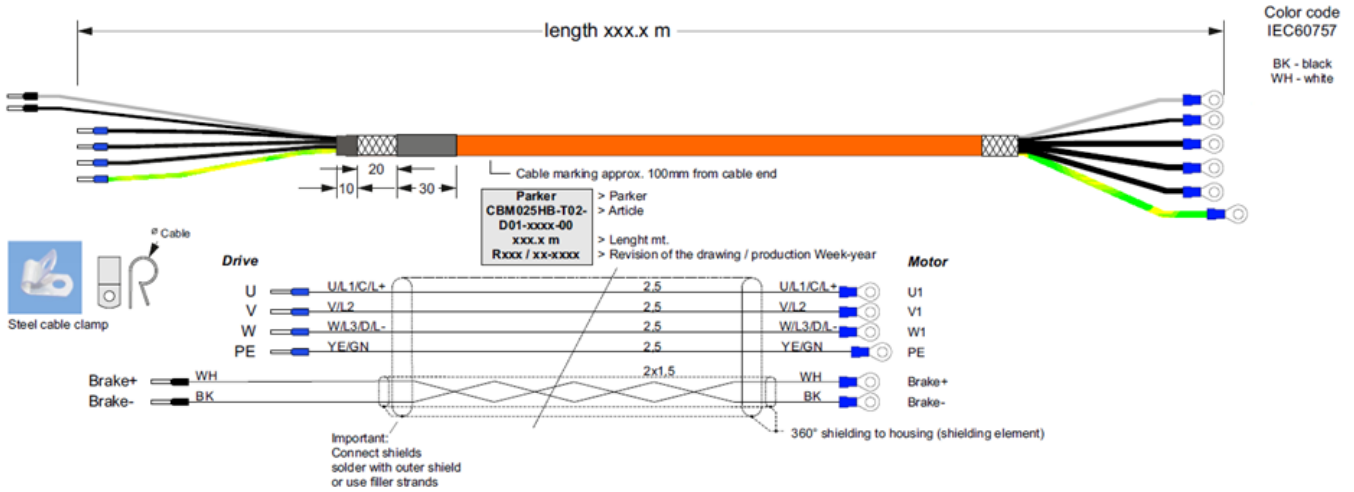 length xxx.x m
Color code
IEC60757
BK - black
WH - white
20
10
30
Cable marking approx. 100mm from cable end
Parker > Parker
CBM025HB-T02- > Article
D01-xxxx-00
xxx.x m > Lenght mt.
Rxxx / xx-xxxx > Revision of the drawing / production Week-year
ø Cable
Steel cable clamp
Drive
Motor
U U/L1/C/L+ 2,5 U/L1/C/L+ U1
V V/L2 2,5 V/L2 V1
W W/L3/D/L- 2,5 W/L3/D/L- W1
PE YE/GN 2,5 YE/GN PE
2x1,5
Brake+ WH WH Brake+
Brake- BK BK Brake-
360° shielding to housing (shielding element)
Important:
Connect shields
solder with outer shield
or use filler strands